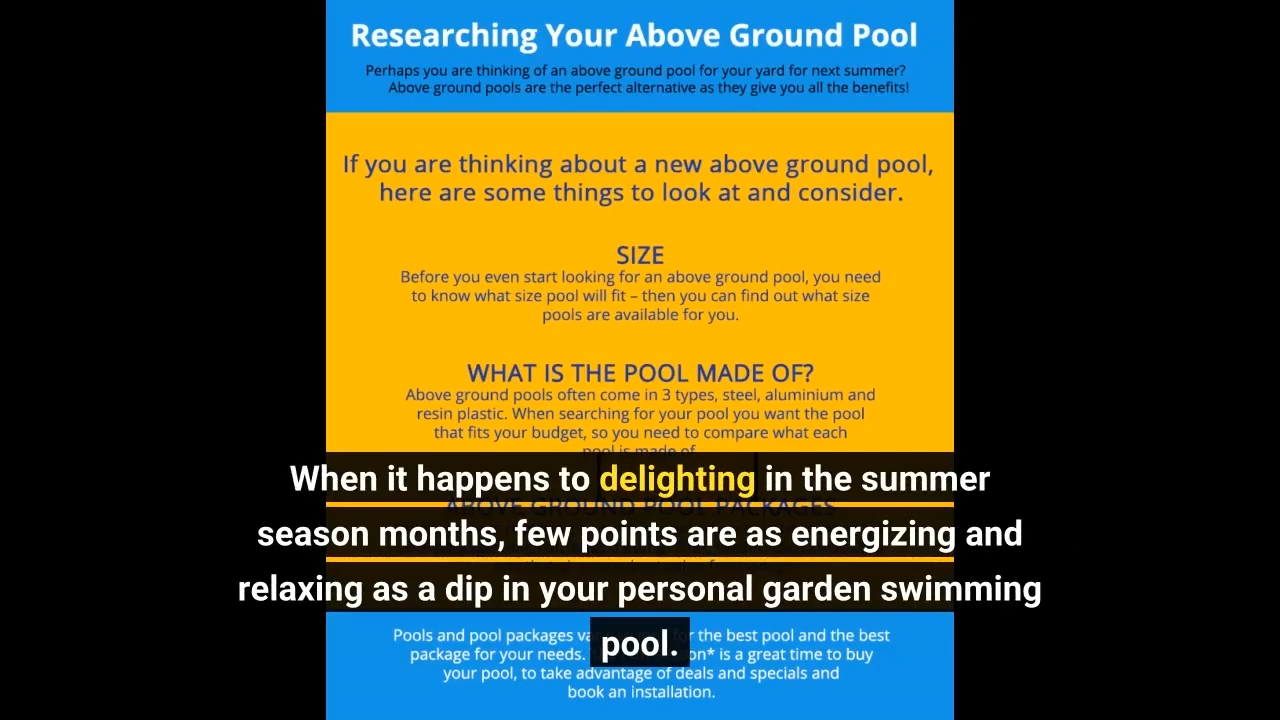 Researching Your Above Ground Pool
Perhaps you are thinking of an above ground pool for your yard for next summer?
Above ground pools are the perfect alternative as they give you all the benefits!
If you are thinking about a new above ground pool,
here are some things to look at and consider.
SIZE
Before you even start looking for an above ground pool, you need
to know what size pool will fit – then you can find out what size
pools are available for you.
WHAT IS THE POOL MADE OF?
Above ground pools often come in 3 types, steel, aluminium and
resin plastic. When searching for your pool you want the pool
that fits your budget, so you need to compare what each
pool is made of
When it happens to delighting in the summer
ABOVE GROUND POOL PACKAGES
season months, few points are as energizing and
relaxing as a dip in your personal garden swimming
pool.
Pools and pool packages the best pool and the best
package for your needs. is a great time to buy
your pool, to take advantage of deals and specials and
book an installation.